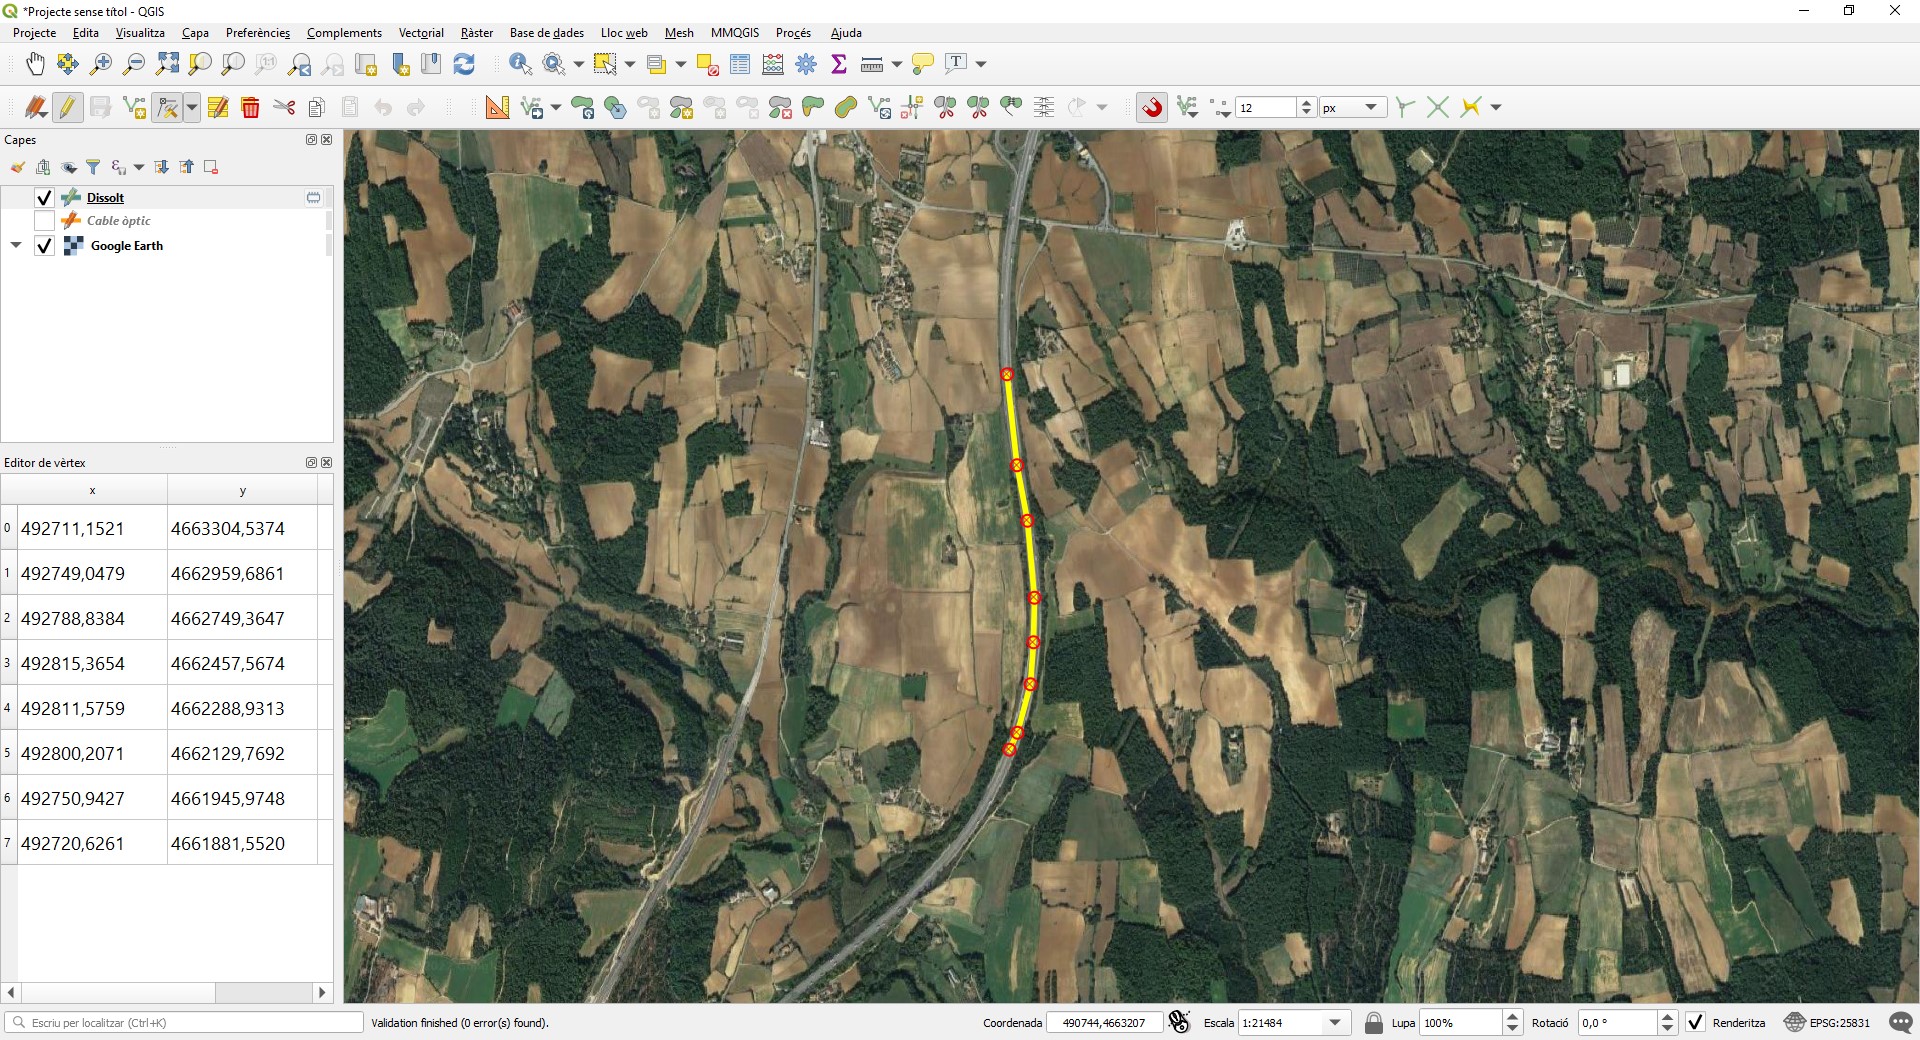 *Projecte sense títol - QGIS
Projecte Edita Visualitza Capa Preferències Complements Vectorial Ràster Base de dades Lloc web Mesh MMQGIS Procés Ajuda
12 px
Capes
Dissolt
Cable òptic
Google Earth
Editor de vèrtex
x y
0 492711,1521 4663304,5374
1 492749,0479 4662959,6861
2 492788,8384 4662749,3647
3 492815,3654 4662457,5674
4 492811,5759 4662288,9313
5 492800,2071 4662129,7692
6 492750,9427 4661945,9748
7 492720,6261 4661881,5520
Escriu per localitzar (Ctrl+K) Validation finished (0 error(s) found). Coordenada 490744,4663207 Escala 1:21484 Lupa 100% Rotació 0,0 ° Renderitza EPSG:25831